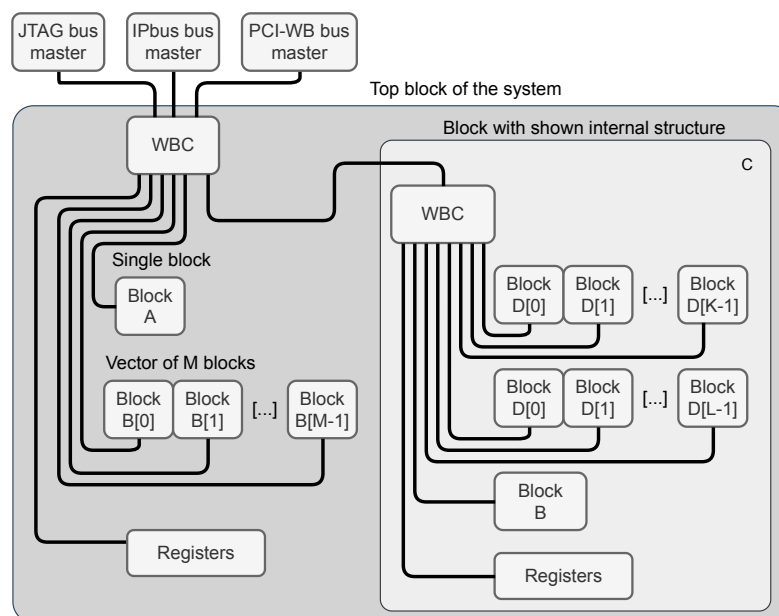 JTAG bus
master
IPbus bus
master
PCI-WB bus
master
Top block of the system
WBC
Block with shown internal structure
C
WBC
Single block
Block
A
Block
D[0]
Block
D[1]
[...]
Block
D[K-1]
Vector of M blocks
Block
B[0]
Block
B[1]
[...]
Block
B[M-1]
Block
D[0]
Block
D[1]
[...]
Block
D[L-1]
Block
B
Registers
Registers